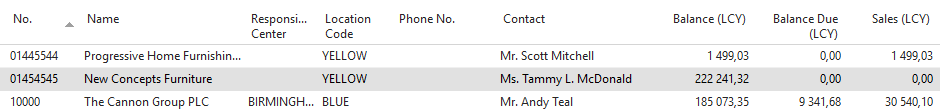 No. Name Responsi... Center Location Code Phone No. Contact Balance (LCY) Balance Due (LCY) Sales (LCY)
01445544 Progressive Home Furnishin... YELLOW Mr. Scott Mitchell 1 499,03 0,00 1 499,03
01454545 New Concepts Furniture YELLOW Ms. Tammy L. McDonald 222 241,32 0,00 0,00
10000 The Cannon Group PLC BIRMINGH... BLUE Mr. Andy Teal 185 073,35 9 341,68 30 540,10